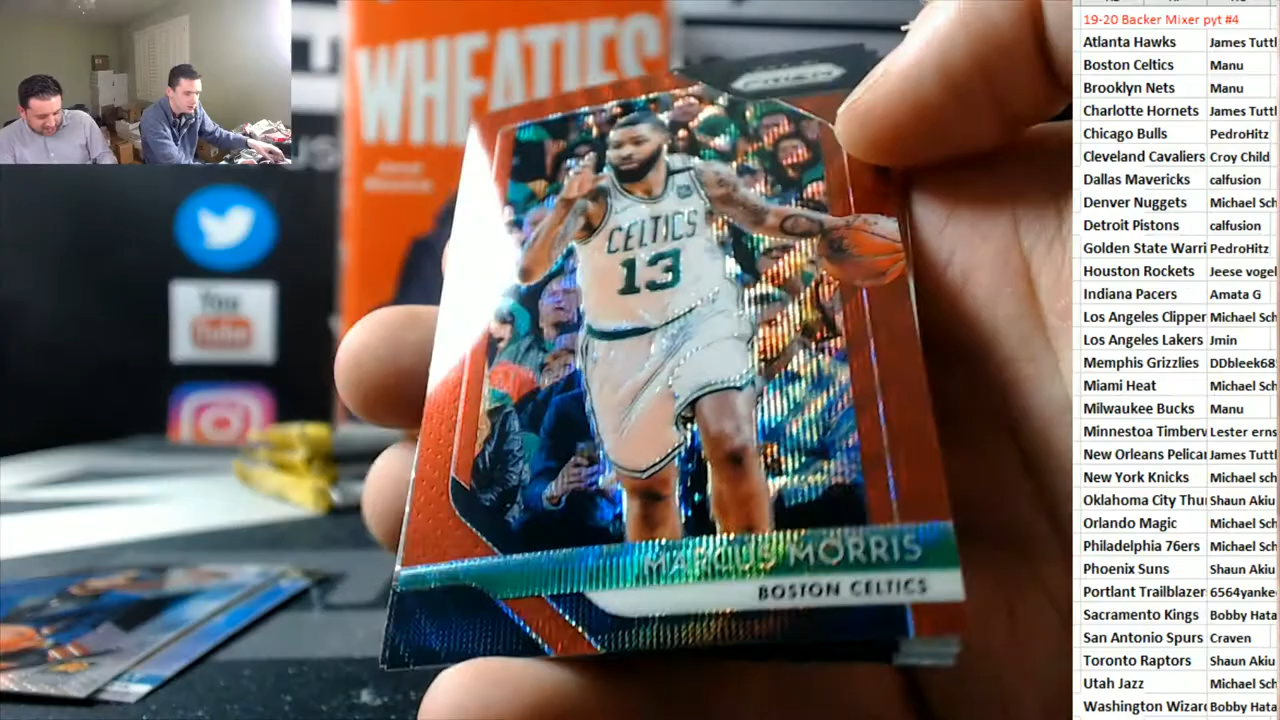 WHEATIES
You
Tube
US
PRIZM
CELTICS
13
MARCUS MORRIS
BOSTON CELTICS
19-20 Backer Mixer pyt #4
Atlanta Hawks James Tuttl
Boston Celtics Manu
Brooklyn Nets Manu
Charlotte Hornets James Tuttl
Chicago Bulls PedroHitz
Cleveland Cavaliers Croy Child
Dallas Mavericks calfusion
Denver Nuggets Michael Sch
Detroit Pistons calfusion
Golden State Warri PedroHitz
Houston Rockets Jeese vogel
Indiana Pacers Amata G
Los Angeles Clipper Michael Sch
Los Angeles Lakers Jmin
Memphis Grizzlies DDbleek68
Miami Heat Michael Sch
Milwaukee Bucks Manu
Minnestoa Timberv Lester erns
New Orleans Pelica James Tuttl
New York Knicks Michael sch
Oklahoma City Thu Shaun Akiu
Orlando Magic Michael Sch
Philadelphia 76ers Michael Sch
Phoenix Suns Shaun Akiu
Portlant Trailblazer 6564yanke
Sacramento Kings Bobby Hata
San Antonio Spurs Craven
Toronto Raptors Shaun Akiu
Utah Jazz Michael Sch
Washington Wizard Bobby Hata